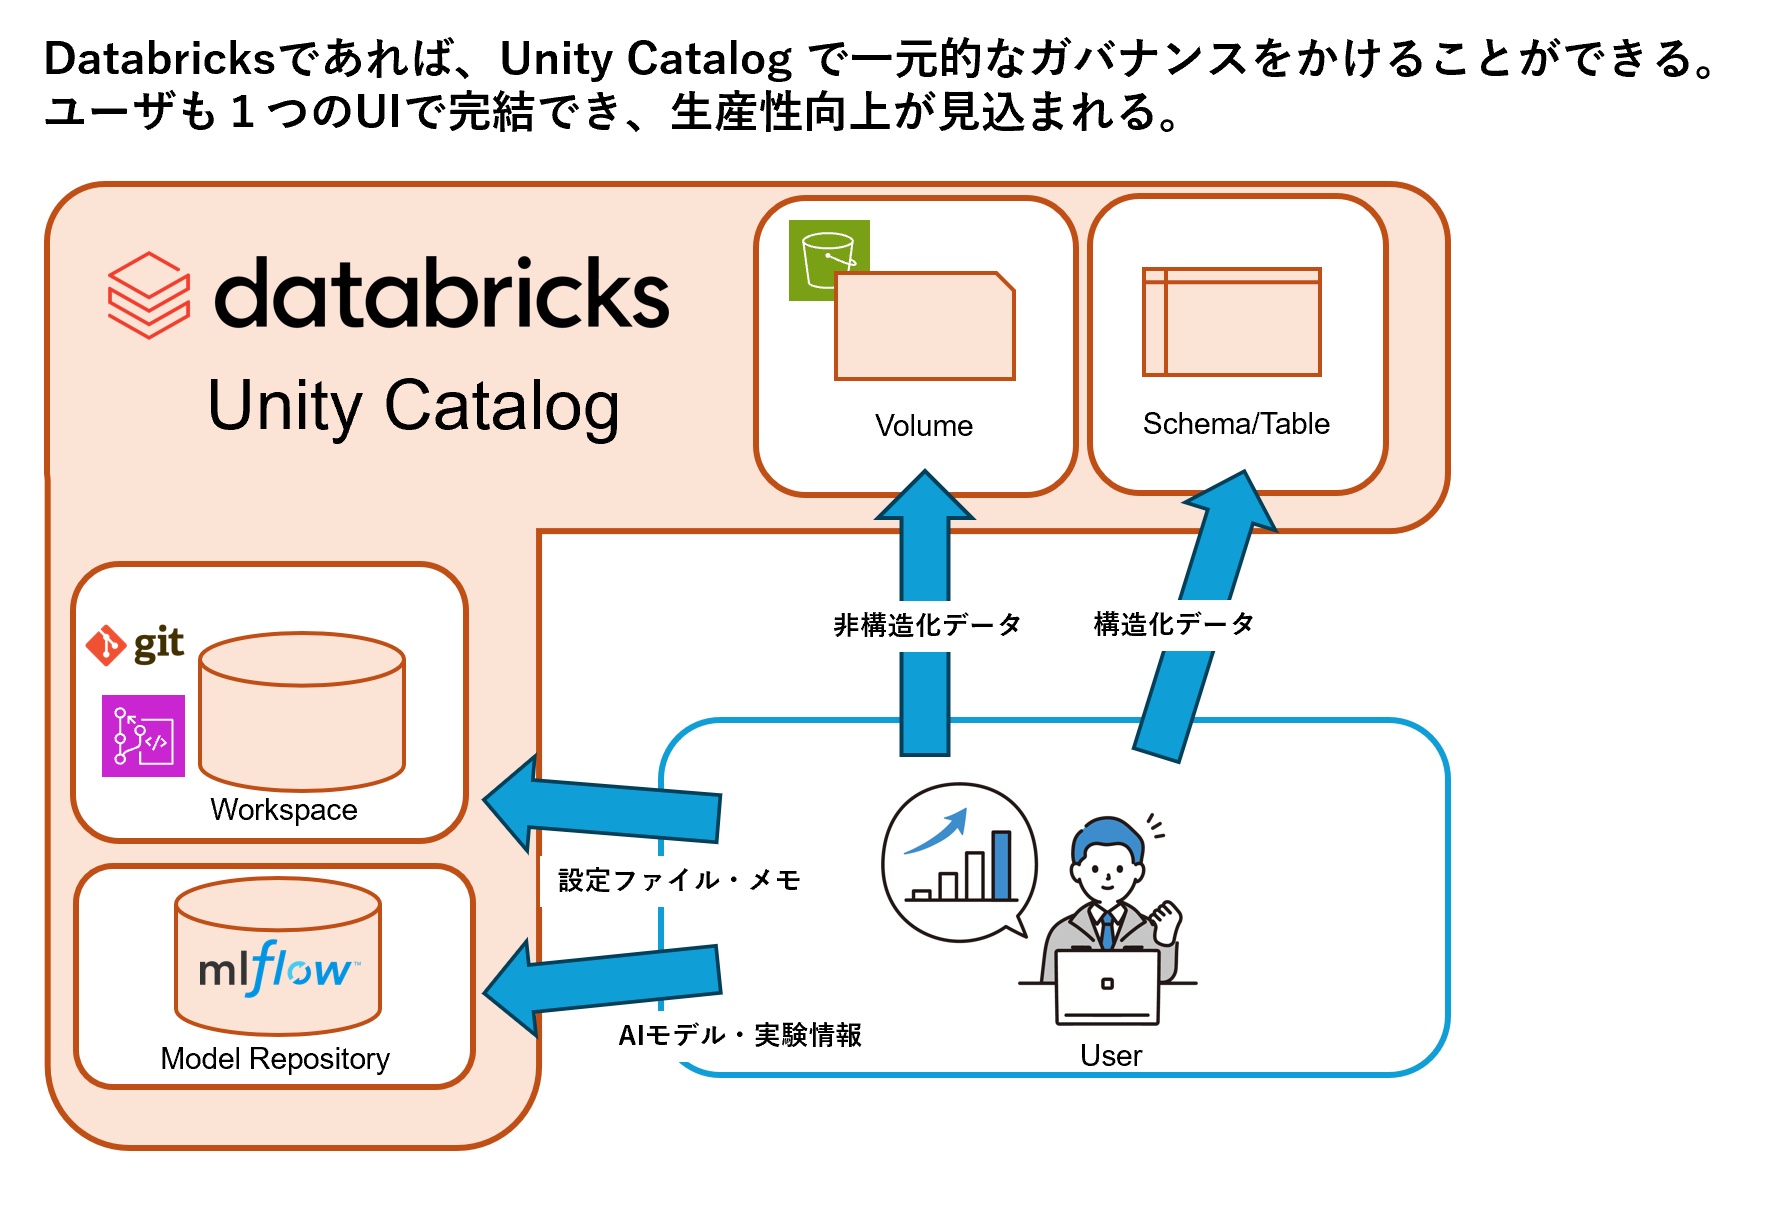 Databricksであれば、Unity Catalog で一元的なガバナンスをかけることができる。
ユーザも１つのUIで完結でき、生産性向上が見込まれる。
databricks
Unity Catalog
Volume
Schema/Table
非構造化データ
構造化データ
git
Workspace
設定ファイル・メモ
mlflow™
Model Repository
AIモデル・実験情報
User